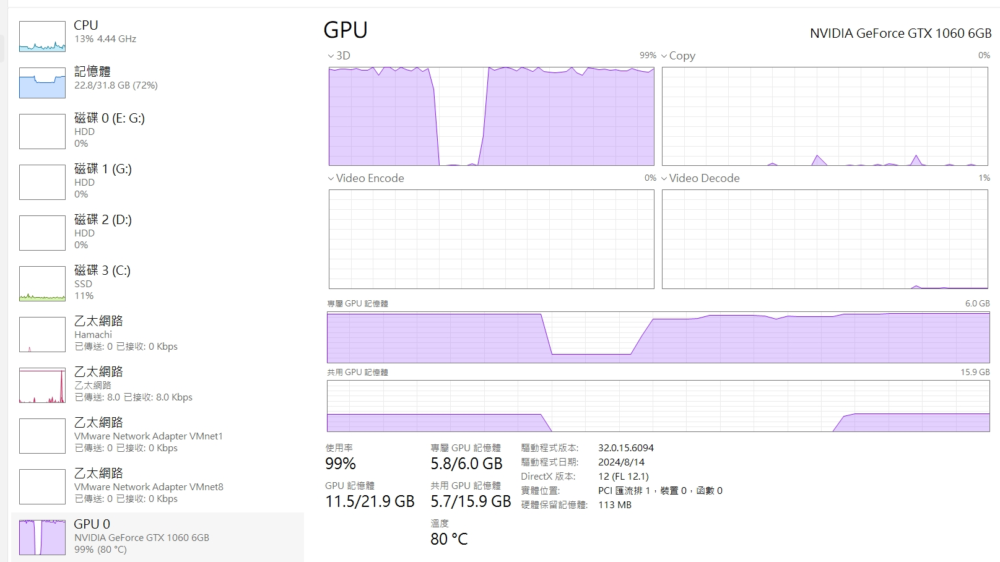 CPU
13% 4.44 GHz
記憶體
22.8/31.8 GB (72%)
磁碟 0 (E: G:)
HDD
0%
磁碟 1 (G:)
HDD
0%
磁碟 2 (D:)
HDD
0%
磁碟 3 (C:)
SSD
11%
乙太網路
Hamachi
已傳送: 0 已接收: 0 Kbps
乙太網路
乙太網路
已傳送: 8.0 已接收: 8.0 Kbps
乙太網路
VMware Network Adapter VMnet1
已傳送: 0 已接收: 0 Kbps
乙太網路
VMware Network Adapter VMnet8
已傳送: 0 已接收: 0 Kbps
GPU 0
NVIDIA GeForce GTX 1060 6GB
99% (80 °C)
GPU
NVIDIA GeForce GTX 1060 6GB
3D 99%
Copy 0%
Video Encode 0%
Video Decode 1%
專屬 GPU 記憶體 6.0 GB
共用 GPU 記憶體 15.9 GB
使用率
99%
GPU 記憶體
11.5/21.9 GB
專屬 GPU 記憶體
5.8/6.0 GB
共用 GPU 記憶體
5.7/15.9 GB
溫度
80 °C
驅動程式版本: 32.0.15.6094
驅動程式日期: 2024/8/14
DirectX 版本: 12 (FL 12.1)
實體位置: PCI 匯流排 1，裝置 0，函數 0
硬體保留記憶體: 113 MB